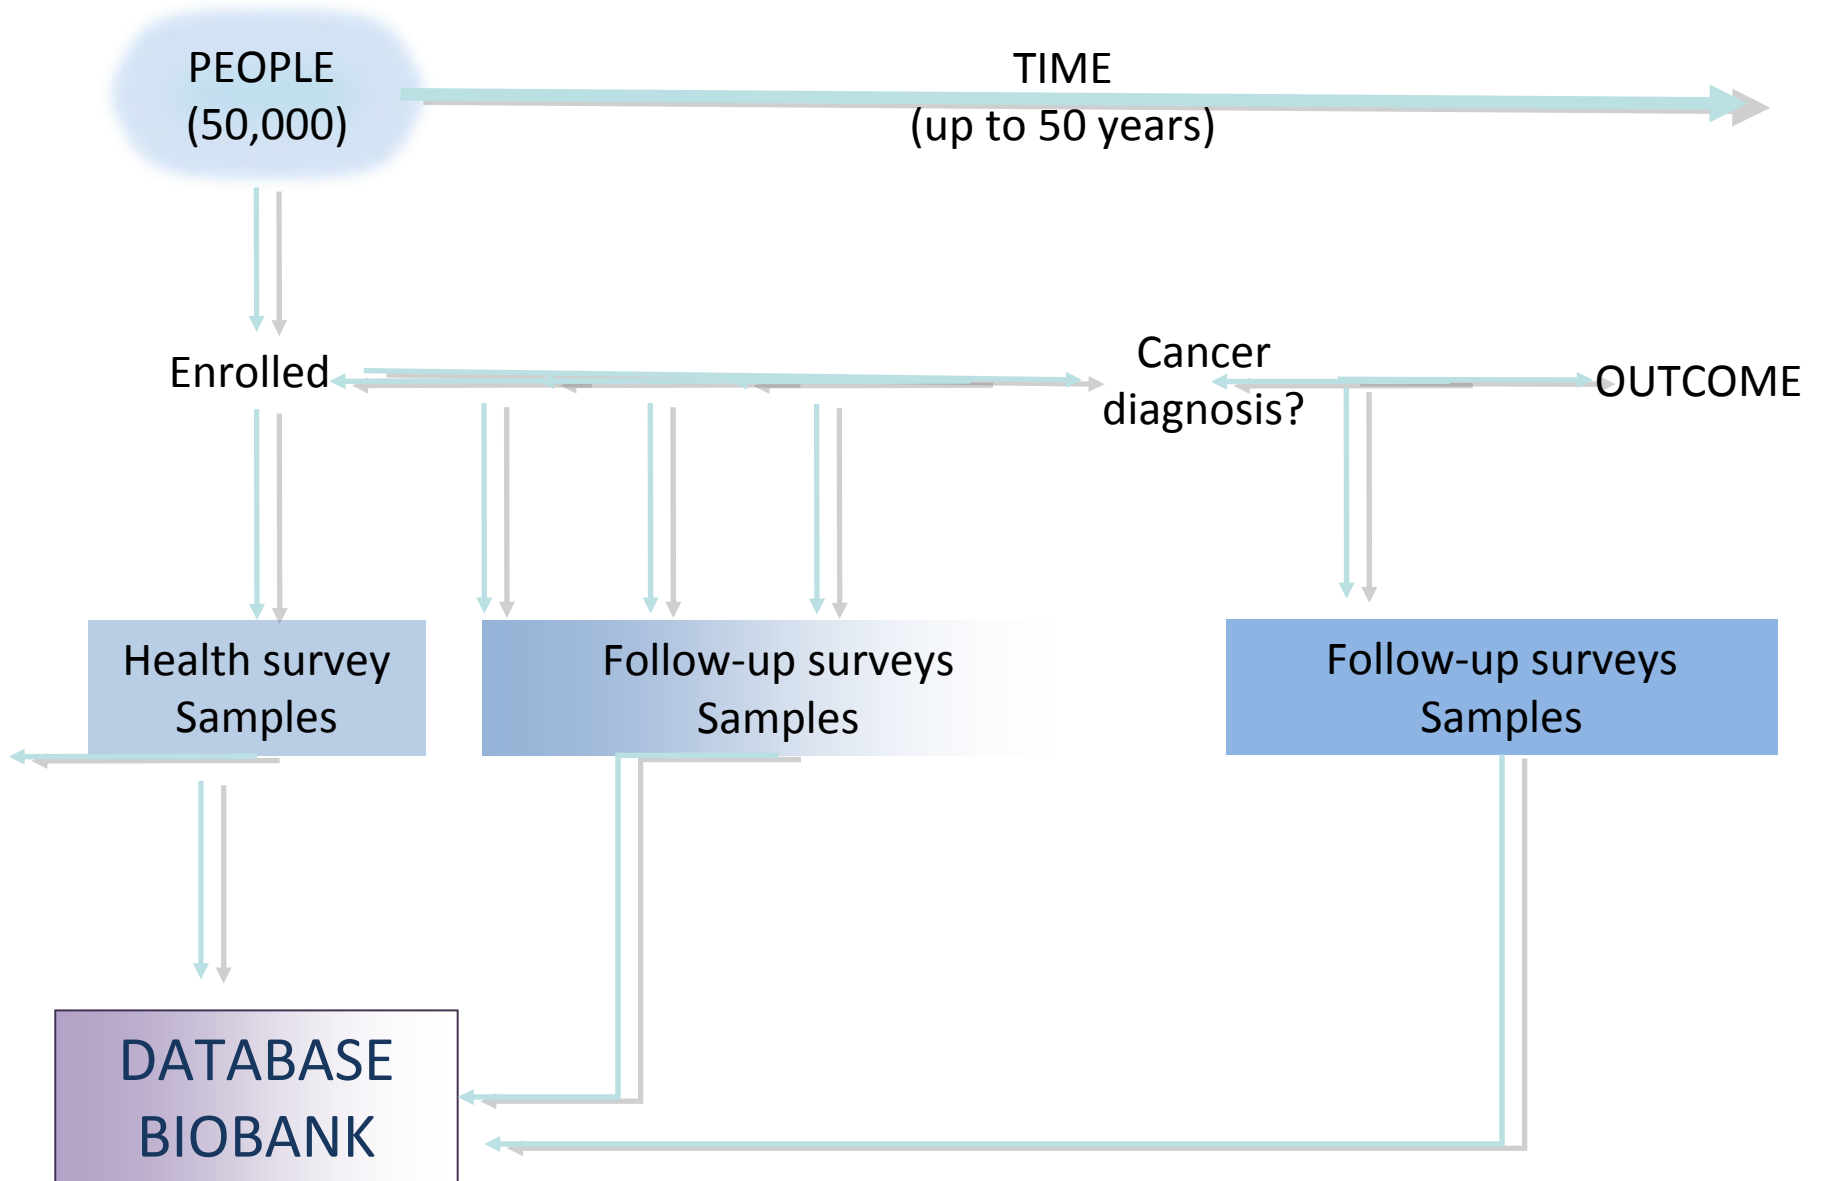 PEOPLE
(50,000)
TIME
(up to 50 years)
Enrolled
Cancer
diagnosis?
OUTCOME
Health survey
Samples
Follow-up surveys
Samples
Follow-up surveys
Samples
DATABASE
BIOBANK